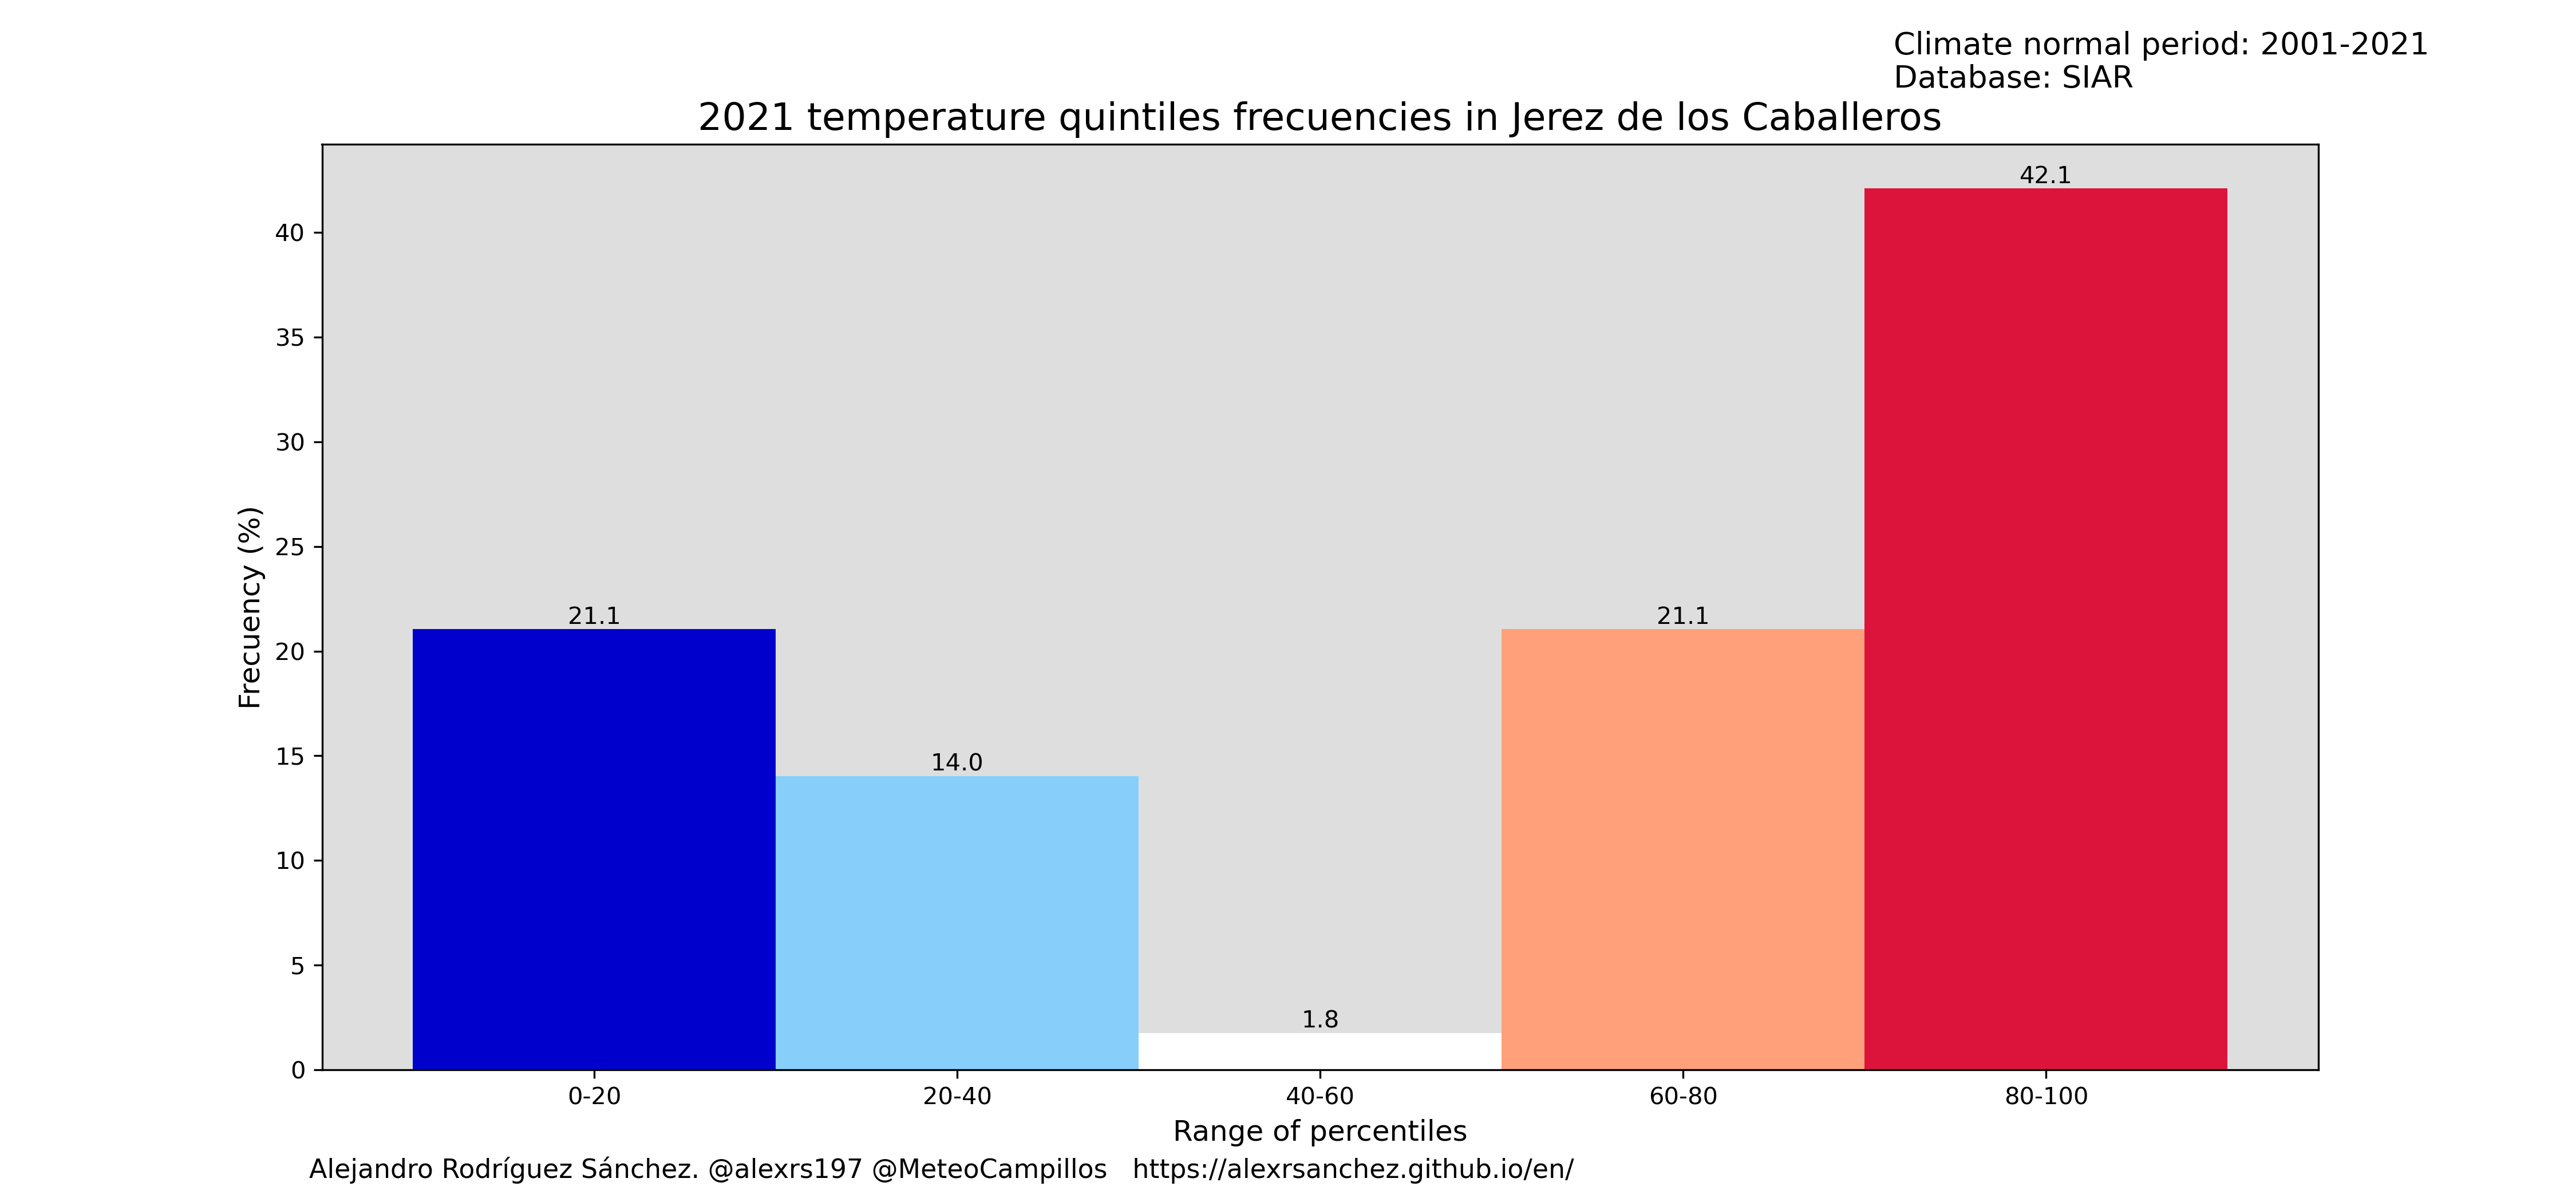 Climate normal period: 2001-2021
Database: SIAR
2021 temperature quintiles frecuencies in Jerez de los Caballeros
42.1
40
35
30
25
21.1
21.1
20
15
14.0
10
5
1.8
0
Frecuency (%)
0-20 20-40 40-60 60-80 80-100
Range of percentiles
Alejandro Rodríguez Sánchez. @alexrs197 @MeteoCampillos https://alexrsanchez.github.io/en/